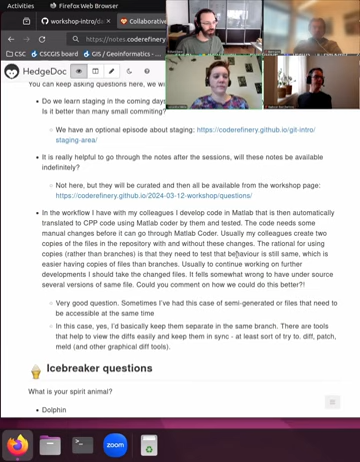 Activities
Firefox Web Browser
workshop-intro/do
Collaborative
https://notes.coderefinery
CSC
CSCGIS board
GIS / Geoinformatics -
HedgeDoc
You can keep asking questions here, we wi
Do we learn staging in the coming days
Is it better than many small commiting?
We have an optional episode about staging: https://coderefinery.github.io/git-intro/
staging-area/
It is really helpful to go through the notes after the sessions, will these notes be available
indefinitely?
Not here, but they will be curated and then all be available from the workshop page:
https://coderefinery.github.io/2024-03-12-workshop/questions/
In the workflow I have with my colleagues I develop code in Matlab that is then automatically
translated to CPP code using Matlab coder by them and tested. The code needs some
manual changes before it can go through Matlab Coder. Usually my colleagues create two
copies of the files in the repository with and without these changes. The rational for using
copies (rather than branches) is that they need to test that behaviour is still same, which is
easier having copies of files than branches. Usually to continue working on further
developments I should take the changed files. It fells somewhat wrong to have under source
several versions of same file. Could you comment on how we could do this better?!
Very good question. Sometimes I've had this case of semi-generated or files that need to
be accessible at the same time
In this case, yes, I'd basically keep them separate in the same branch. There are tools
that help to view the diffs easily and keep them in sync - at least sort of try to. diff, patch,
meld (and other graphical diff tools).
Icebreaker questions
What is your spirit animal?
Dolphin
zoom